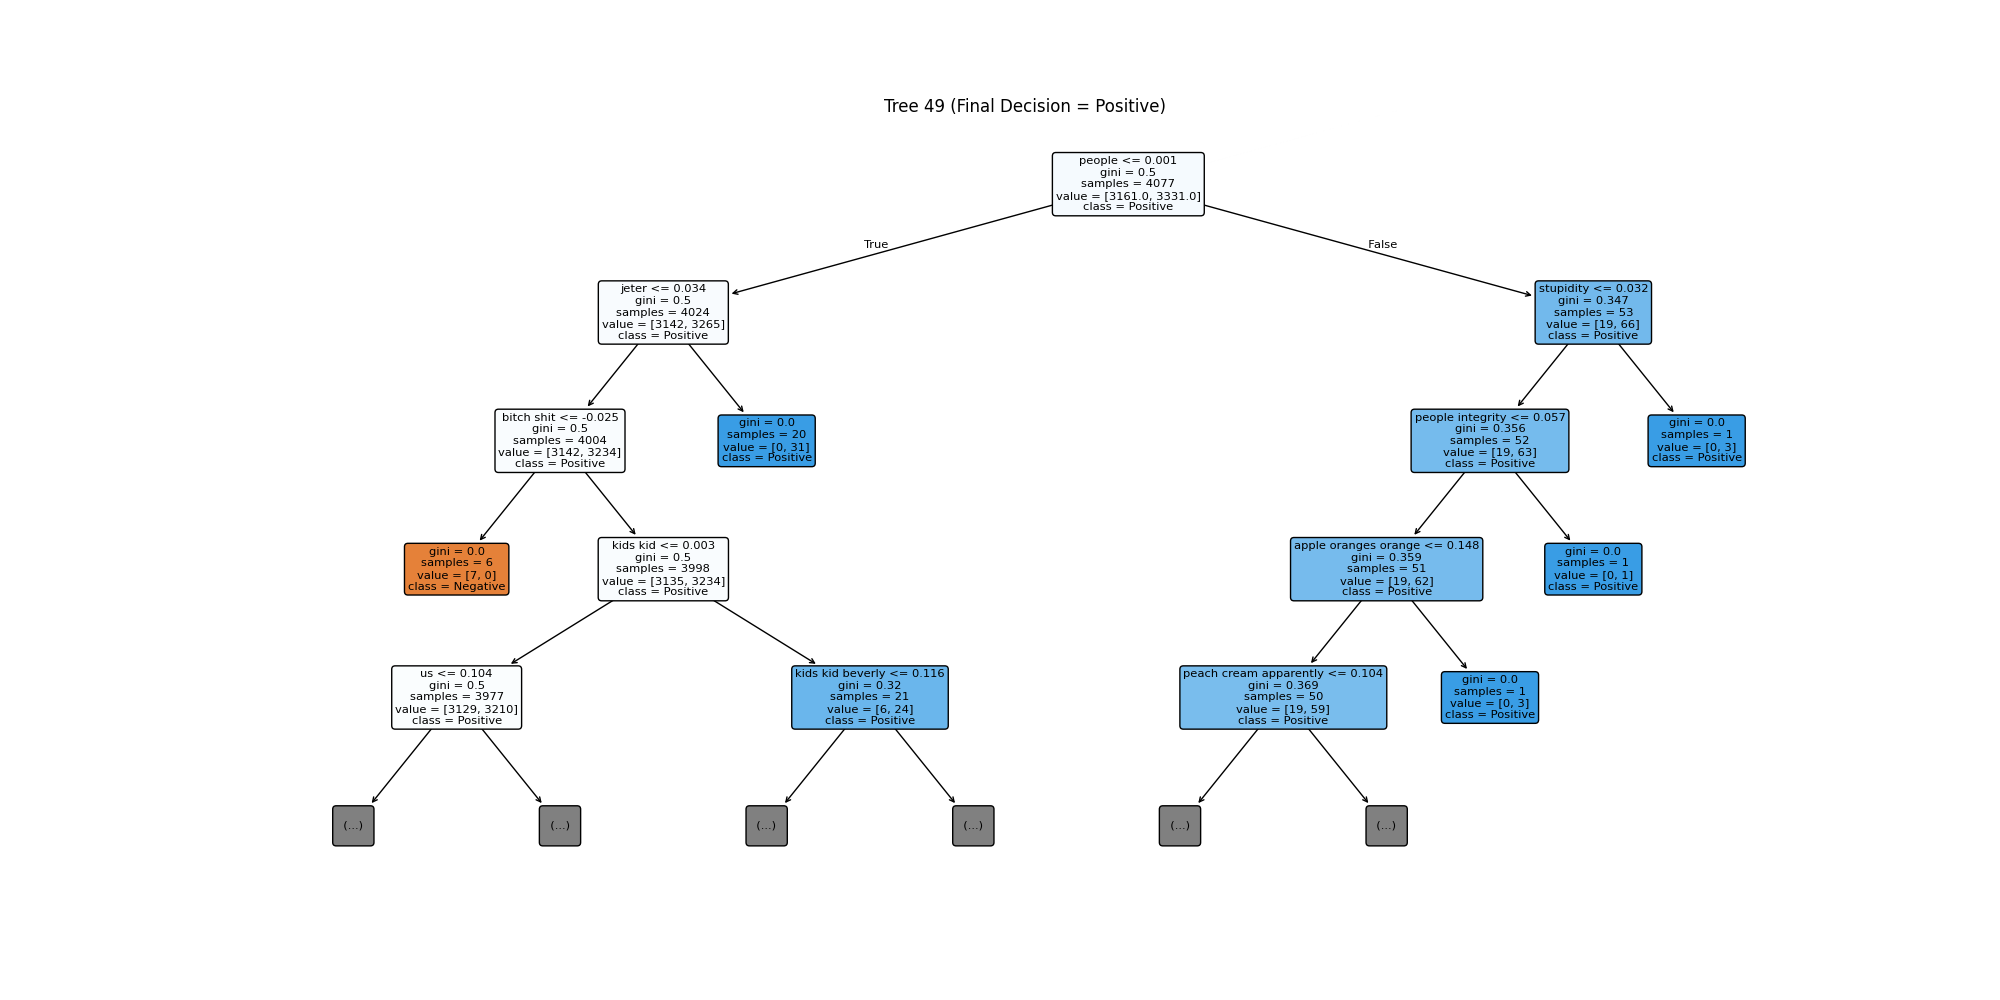 Tree 49 (Final Decision = Positive)
people <= 0.001
gini = 0.5
samples = 4077
value = [3161.0, 3331.0]
class = Positive
True
False
jeter <= 0.034
gini = 0.5
samples = 4024
value = [3142, 3265]
class = Positive
stupidity <= 0.032
gini = 0.347
samples = 53
value = [19, 66]
class = Positive
bitch shit <= -0.025
gini = 0.5
samples = 4004
value = [3142, 3234]
class = Positive
gini = 0.0
samples = 20
value = [0, 31]
class = Positive
people integrity <= 0.057
gini = 0.356
samples = 52
value = [19, 63]
class = Positive
gini = 0.0
samples = 1
value = [0, 3]
class = Positive
gini = 0.0
samples = 6
value = [7, 0]
class = Negative
kids kid <= 0.003
gini = 0.5
samples = 3998
value = [3135, 3234]
class = Positive
apple oranges orange <= 0.148
gini = 0.359
samples = 51
value = [19, 62]
class = Positive
gini = 0.0
samples = 1
value = [0, 1]
class = Positive
us <= 0.104
gini = 0.5
samples = 3977
value = [3129, 3210]
class = Positive
kids kid beverly <= 0.116
gini = 0.32
samples = 21
value = [6, 24]
class = Positive
peach cream apparently <= 0.104
gini = 0.369
samples = 50
value = [19, 59]
class = Positive
gini = 0.0
samples = 1
value = [0, 3]
class = Positive
(...)
(...)
(...)
(...)
(...)
(...)